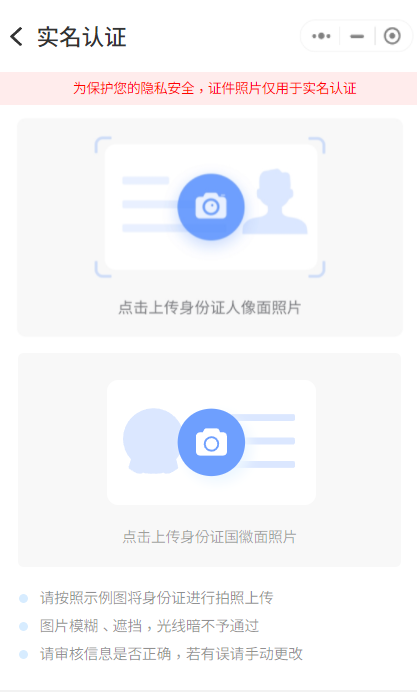 实名认证
为保护您的隐私安全，证件照片仅用于实名认证
点击上传身份证人像面照片
点击上传身份证国徽面照片
请按照示例图将身份证进行拍照上传
图片模糊、遮挡，光线暗不予通过
请审核信息是否正确，若有误请手动更改